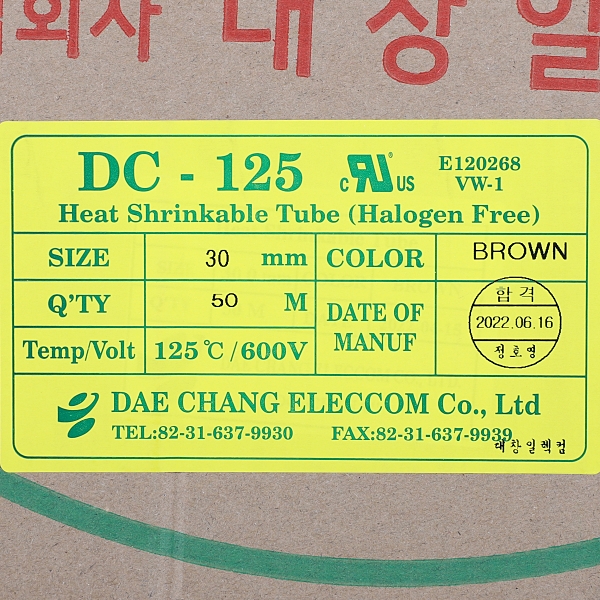 회사 대창일
DC - 125 c RU US E120268
VW-1
Heat Shrinkable Tube (Halogen Free)
SIZE 30 mm COLOR BROWN
Q'TY 50 M DATE OF MANUF 합격
2022.06.16
정호영
Temp/Volt 125℃/600V
DAE CHANG ELECCOM Co., Ltd
TEL:82-31-637-9930 FAX:82-31-637-9939
대창일렉컴